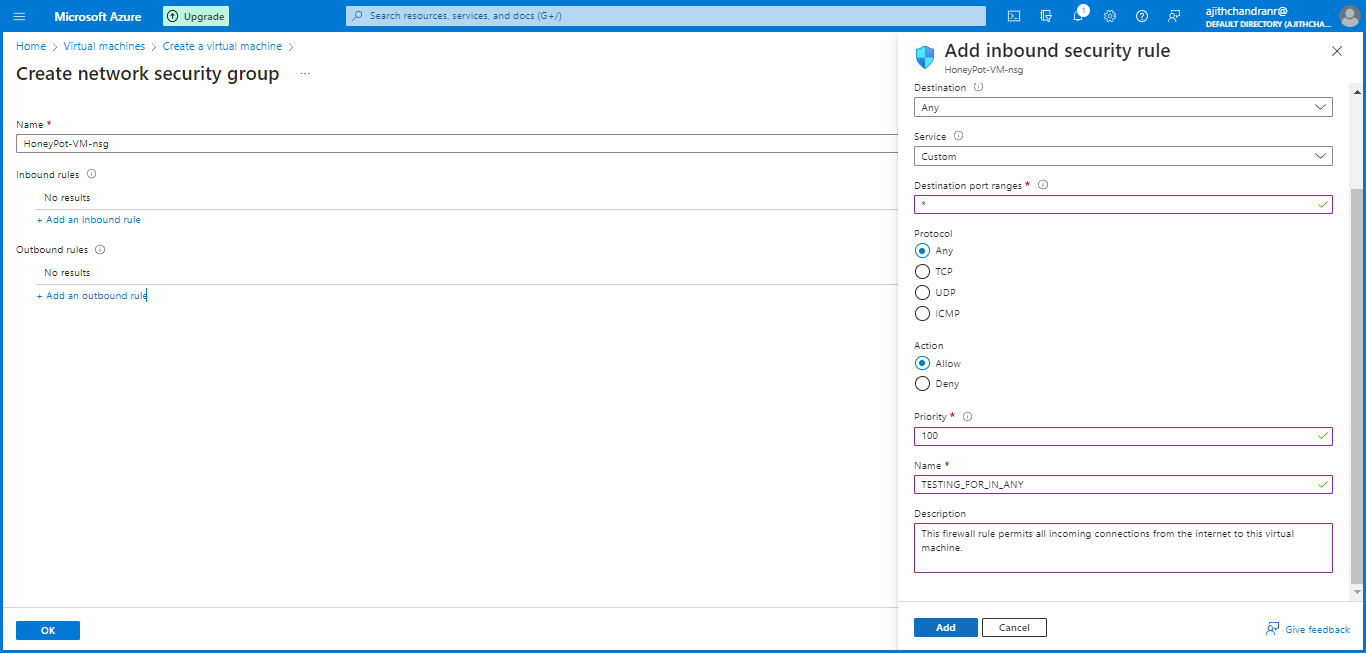 Microsoft Azure
Upgrade
Search resources, services, and docs (G+/)
1
ajithchandranr@
DEFAULT DIRECTORY (AJITHCHA...
Home > Virtual machines > Create a virtual machine >
Create network security group ...
Name *
HoneyPot-VM-nsg
Inbound rules
No results
+ Add an inbound rule
Outbound rules
No results
+ Add an outbound rule
OK
Add inbound security rule
HoneyPot-VM-nsg
Destination
Any
Service
Custom
Destination port ranges *
*
Protocol
Any
TCP
UDP
ICMP
Action
Allow
Deny
Priority *
100
Name *
TESTING_FOR_IN_ANY
Description
This firewall rule permits all incoming connections from the internet to this virtual
machine.
Add
Cancel
Give feedback